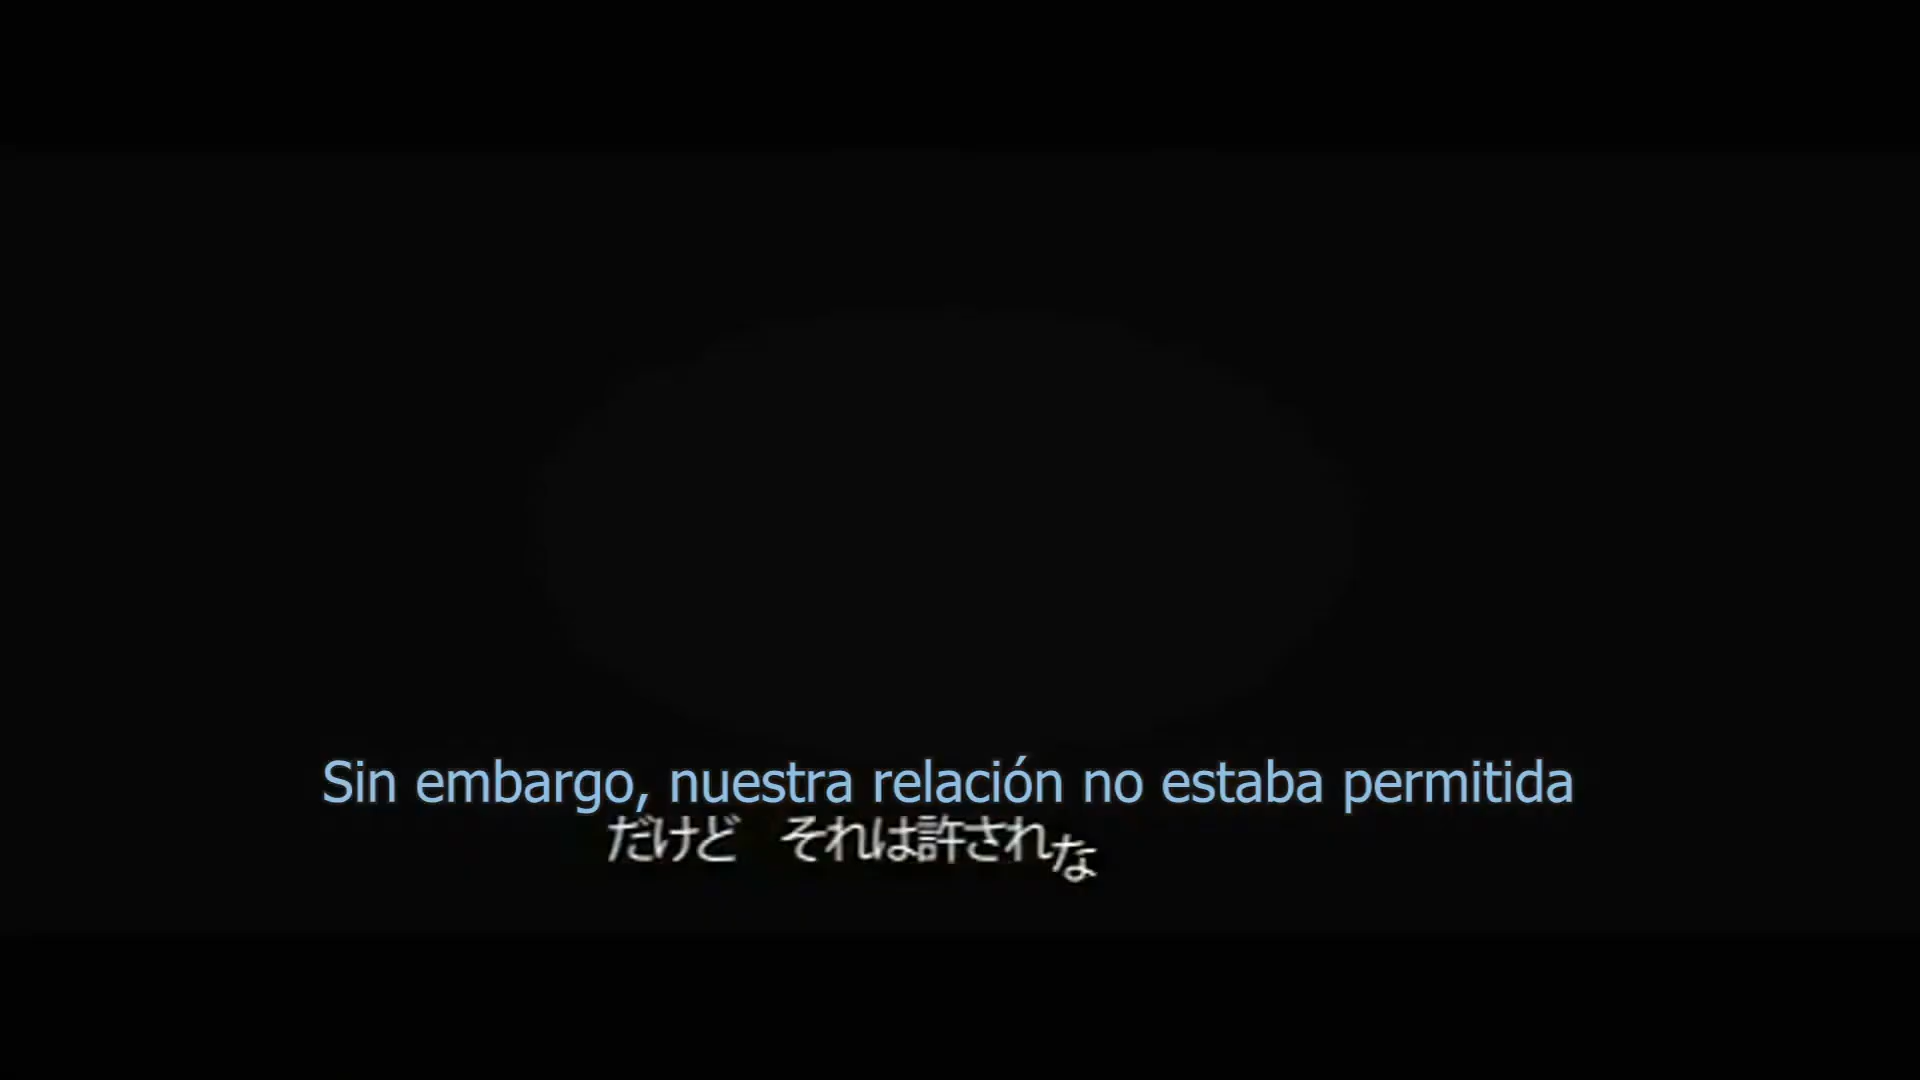 Sin embargo, nuestra relación no estaba permitida
だけど　それは許されな